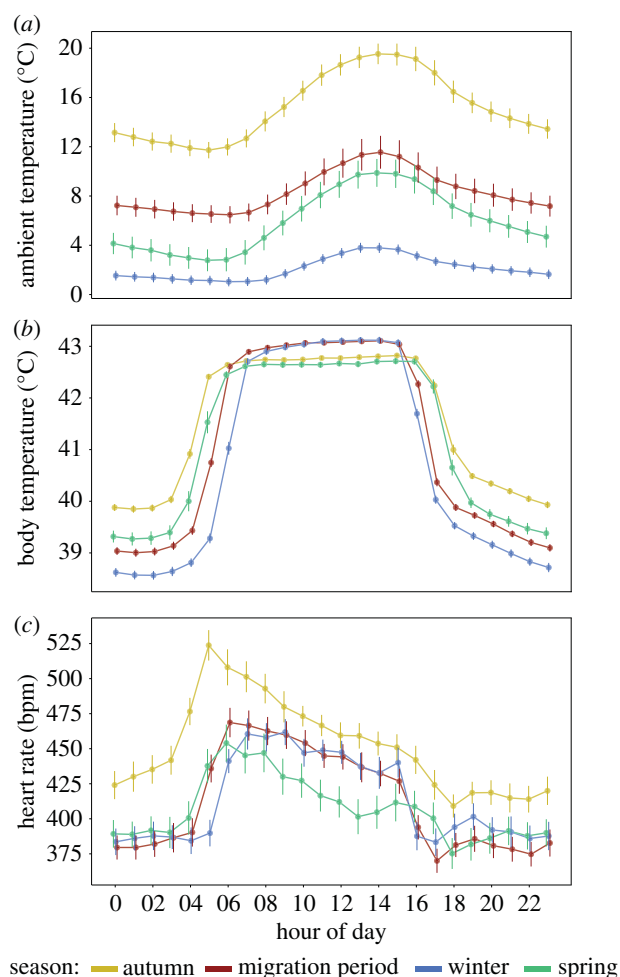 (a)
ambient temperature (°C)
20
16
12
8
4
0
(b)
body temperature (°C)
43
42
41
40
39
(c)
heart rate (bpm)
525
500
475
450
425
400
375
0 02 04 06 08 10 12 14 16 18 20 22
hour of day
season: autumn migration period winter spring